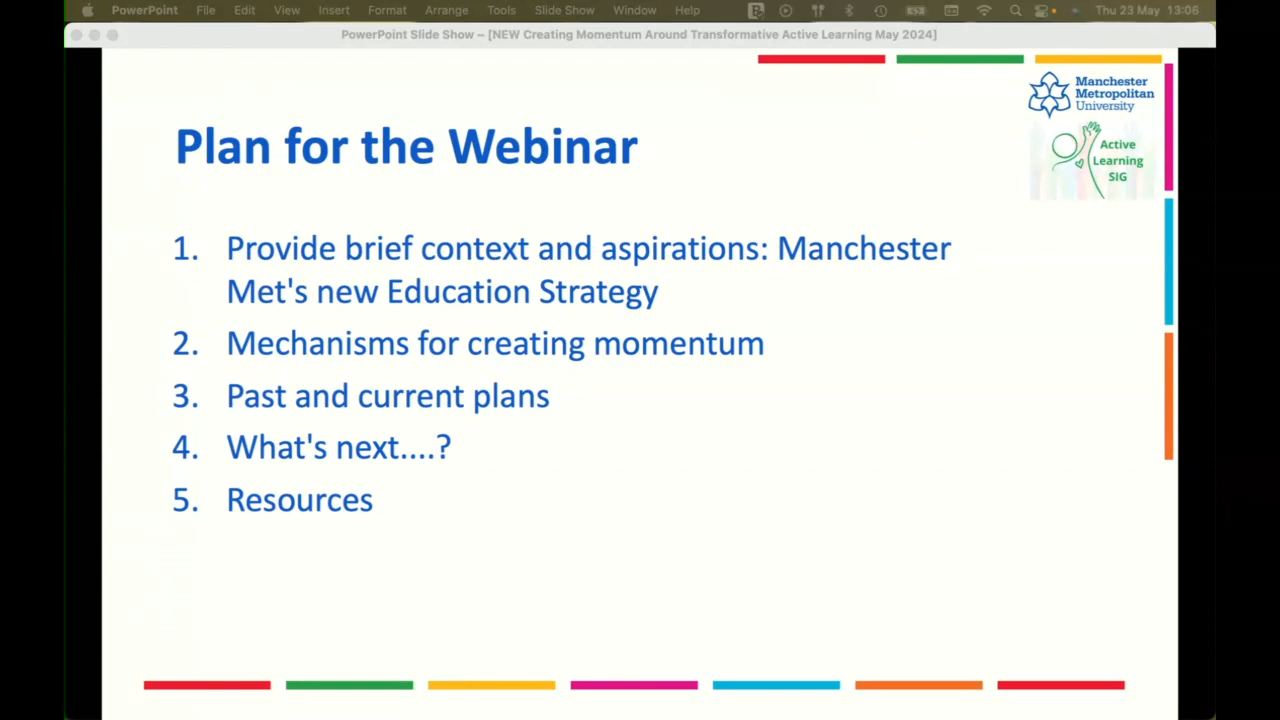 PowerPoint File Edit View Insert Format Arrange Tools Slide Show Window Help Thu 23 May 13:06
PowerPoint Slide Show – [NEW Creating Momentum Around Transformative Active Learning May 2024]
Manchester
Metropolitan
University
Active
Learning
SIG
Plan for the Webinar
1. Provide brief context and aspirations: Manchester
Met's new Education Strategy
2. Mechanisms for creating momentum
3. Past and current plans
4. What's next....?
5. Resources